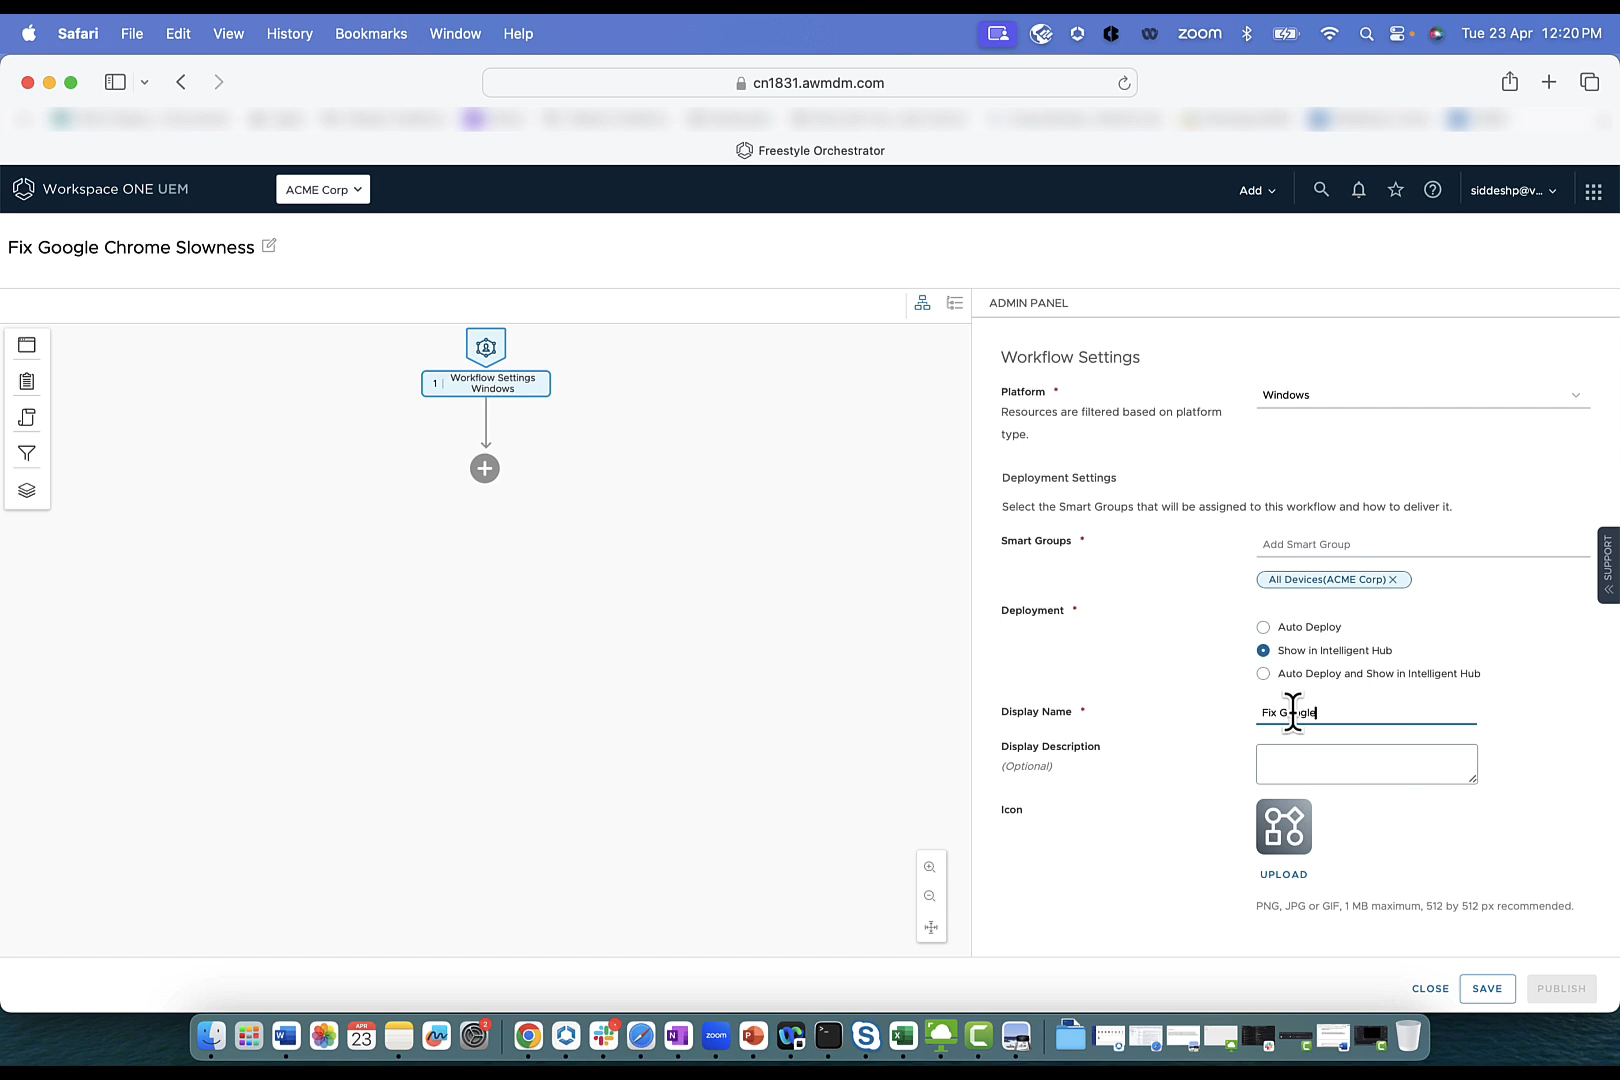 Safari File Edit View History Bookmarks Window Help zoom Tue 23 Apr 12:20 PM
cn1831.awmdm.com
Freestyle Orchestrator
Workspace ONE UEM ACME Corp Add siddeshp@v...
Fix Google Chrome Slowness
ADMIN PANEL
Workflow Settings
Platform *
Resources are filtered based on platform
type.
Windows
1 Workflow Settings
Windows
Deployment Settings
Select the Smart Groups that will be assigned to this workflow and how to deliver it.
Smart Groups *
Add Smart Group
All Devices(ACME Corp)
Deployment *
Auto Deploy
Show in Intelligent Hub
Auto Deploy and Show in Intelligent Hub
Display Name *
Fix Google
Display Description
(Optional)
Icon
UPLOAD
PNG, JPG or GIF, 1 MB maximum, 512 by 512 px recommended.
SUPPORT
CLOSE SAVE PUBLISH
APR
23
2
zoom